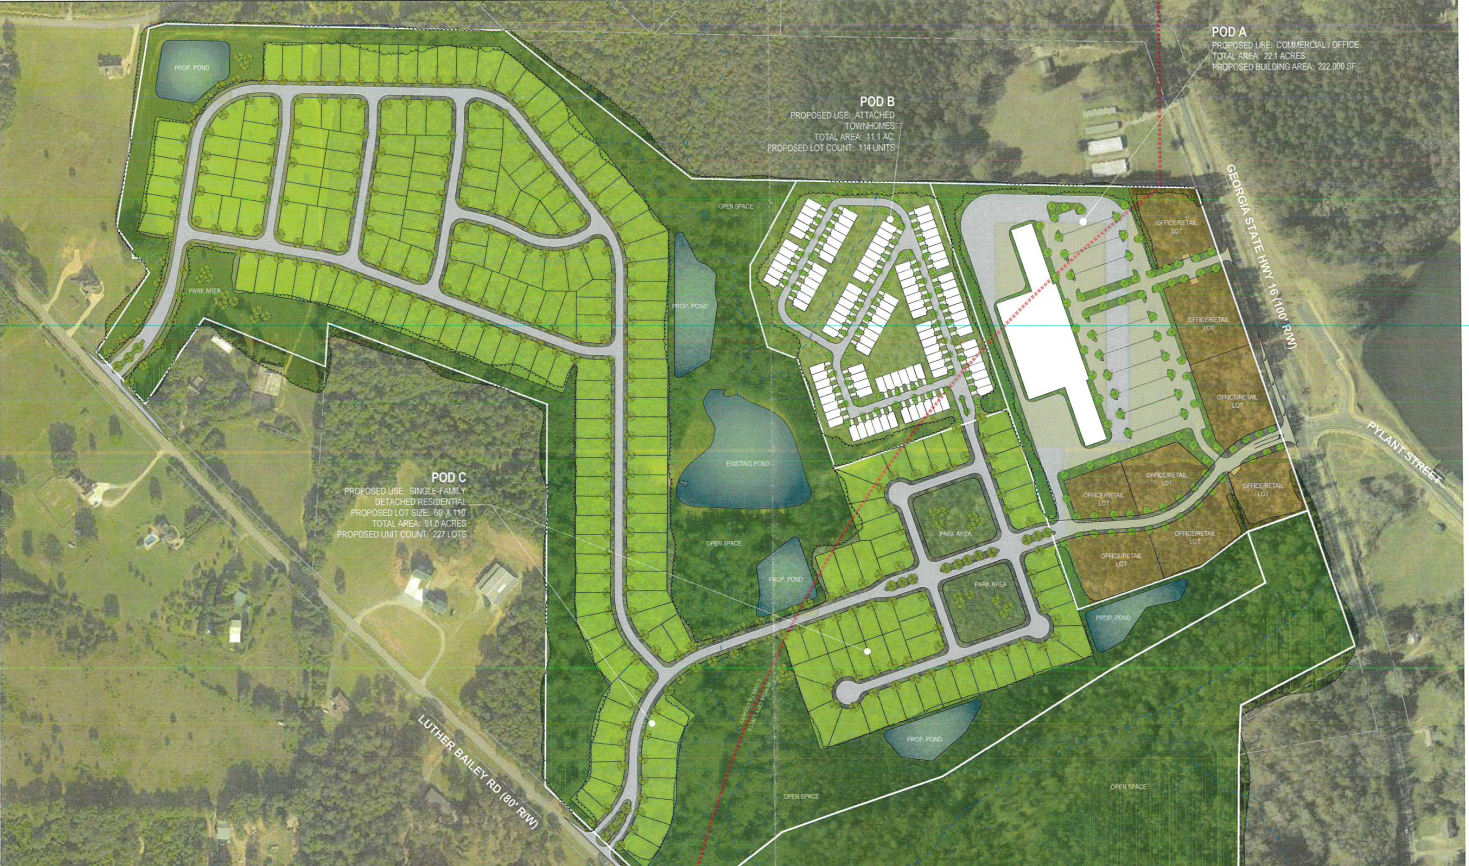 POD A
PROPOSED USE: COMMERCIAL / OFFICE
TOTAL AREA: 22.1 ACRES
PROPOSED BUILDING AREA: 222,000 SF
POD B
PROPOSED USE: ATTACHED
TOWNHOMES
TOTAL AREA: 11.1 AC.
PROPOSED LOT COUNT: 114 UNITS
PROP. POND
OPEN SPACE
OFFICE/RETAIL
LOT
GEORGIA STATE HWY 16 (100' R/W)
PARK AREA
PROP. POND
OFFICE/RETAIL
LOT
OFFICE/RETAIL
LOT
PYLANT STREET
EXISTING POND
POD C
PROPOSED USE: SINGLE-FAMILY
DETACHED RESIDENTIAL
PROPOSED LOT SIZE: 60' X 110'
TOTAL AREA: 91.0 ACRES
PROPOSED UNIT COUNT: 227 LOTS
OFFICE/RETAIL
LOT
OFFICE/RETAIL
LOT
OFFICE/RETAIL
LOT
OFFICE/RETAIL
LOT
OFFICE/RETAIL
LOT
PARK AREA
OPEN SPACE
PROP. POND
PARK AREA
PROP. POND
LUTHER BAILEY RD (80' R/W)
PROP. POND
OPEN SPACE
OPEN SPACE